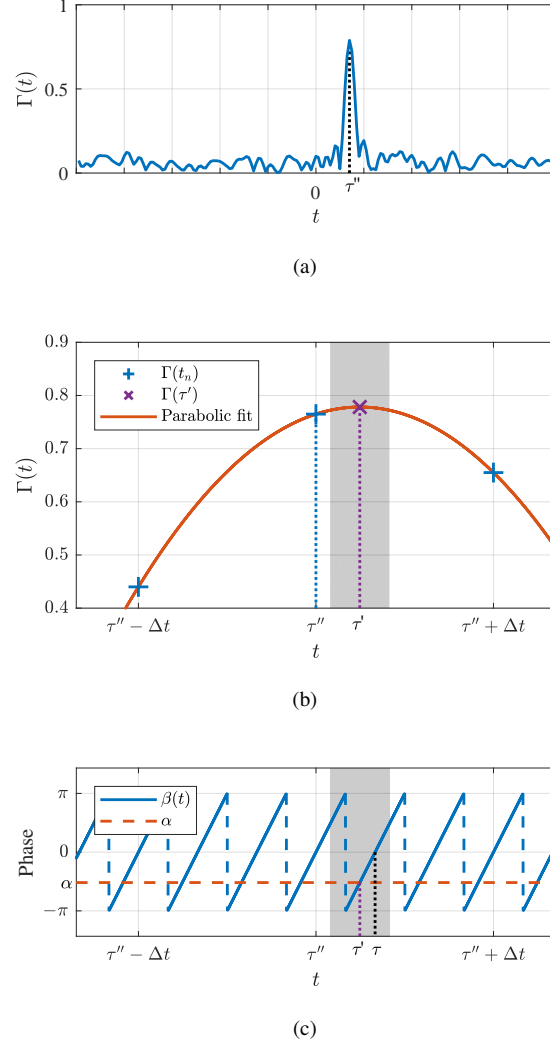 1
0.5
0
Γ(t)
0
τ''
t
(a)
0.9
0.8
0.7
0.6
0.5
0.4
Γ(t)
Γ(tₙ)
Γ(τ')
Parabolic fit
τ'' − Δt
τ''
τ'
τ'' + Δt
t
(b)
π
0
α
−π
Phase
β(t)
α
τ'' − Δt
τ''
τ'
τ
τ'' + Δt
t
(c)